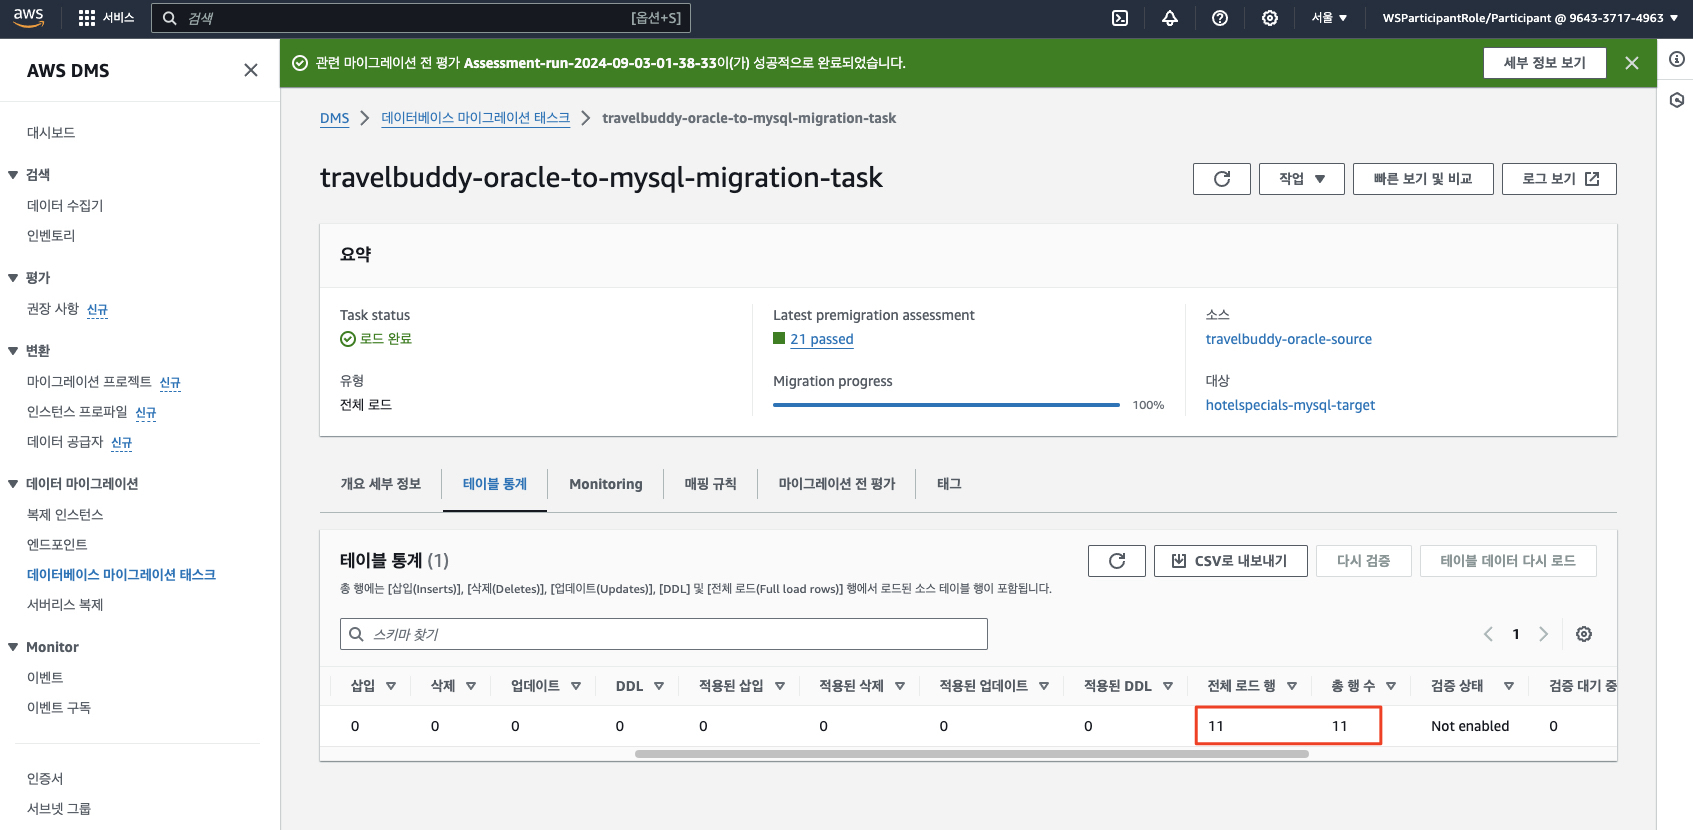 aws
서비스
검색
[옵션+S]
서울
WSParticipantRole/Participant @ 9643-3717-4963
AWS DMS
대시보드
검색
데이터 수집기
인벤토리
평가
권장 사항 신규
변환
마이그레이션 프로젝트 신규
인스턴스 프로파일 신규
데이터 공급자 신규
데이터 마이그레이션
복제 인스턴스
엔드포인트
데이터베이스 마이그레이션 태스크
서버리스 복제
Monitor
이벤트
이벤트 구독
인증서
서브넷 그룹
관련 마이그레이션 전 평가 Assessment-run-2024-09-03-01-38-33이(가) 성공적으로 완료되었습니다.
세부 정보 보기
DMS > 데이터베이스 마이그레이션 태스크 > travelbuddy-oracle-to-mysql-migration-task
travelbuddy-oracle-to-mysql-migration-task
작업
빠른 보기 및 비교
로그 보기
요약
Task status
로드 완료
유형
전체 로드
Latest premigration assessment
21 passed
Migration progress
100%
소스
travelbuddy-oracle-source
대상
hotelspecials-mysql-target
개요 세부 정보 테이블 통계 Monitoring 매핑 규칙 마이그레이션 전 평가 태그
테이블 통계 (1)
CSV로 내보내기
다시 검증
테이블 데이터 다시 로드
총 행에는 [삽입(Inserts)], [삭제(Deletes)], [업데이트(Updates)], [DDL] 및 [전체 로드(Full load rows)] 행에서 로드된 소스 테이블 행이 포함됩니다.
스키마 찾기
1
삽입 삭제 업데이트 DDL 적용된 삽입 적용된 삭제 적용된 업데이트 적용된 DDL 전체 로드 행 총 행 수 검증 상태 검증 대기 중
0 0 0 0 0 0 0 0 11 11 Not enabled 0